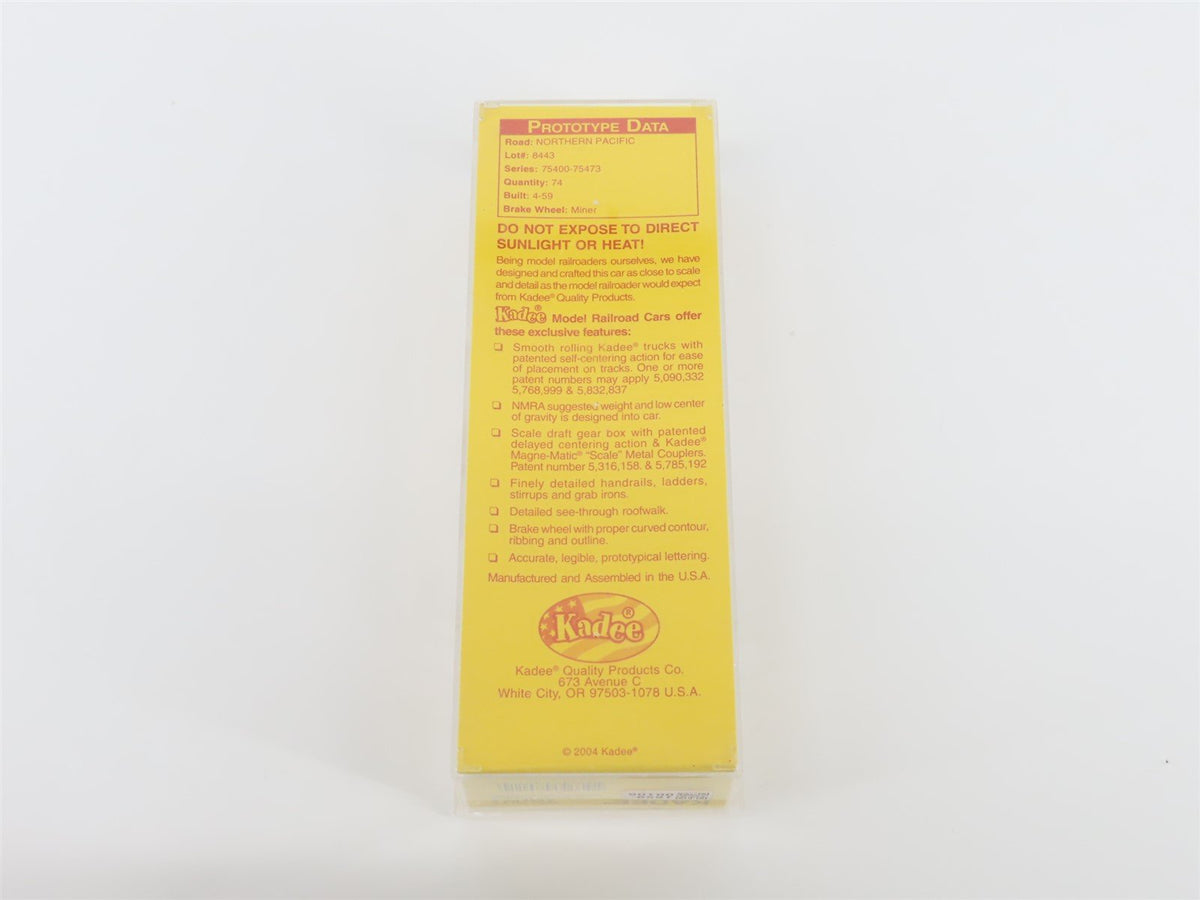 PROTOTYPE DATA
Road: NORTHERN PACIFIC
Lot#: 8443
Series: 75400-75473
Quantity: 74
Built: 4-59
Brake Wheel: Miner
DO NOT EXPOSE TO DIRECT
SUNLIGHT OR HEAT!
Being model railroaders ourselves, we have
designed and crafted this car as close to scale
and detail as the model railroader would expect
from Kadee® Quality Products.
Kadee® Model Railroad Cars offer
these exclusive features:
❏ Smooth rolling Kadee® trucks with
patented self-centering action for ease
of placement on tracks. One or more
patent numbers may apply 5,090,332
5,768,999 & 5,832,837
❏ NMRA suggested weight and low center
of gravity is designed into car.
❏ Scale draft gear box with patented
delayed centering action & Kadee®
Magne-Matic® "Scale" Metal Couplers.
Patent number 5,316,158. & 5,785,192
❏ Finely detailed handrails, ladders,
stirrups and grab irons.
❏ Detailed see-through roofwalk.
❏ Brake wheel with proper curved contour,
ribbing and outline.
❏ Accurate, legible, prototypical lettering.
Manufactured and Assembled in the U.S.A.
Kadee®
Kadee® Quality Products Co.
673 Avenue C
White City, OR 97503-1078 U.S.A.
© 2004 Kadee®